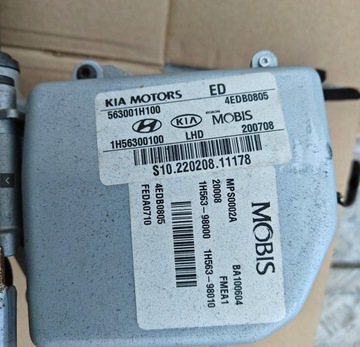 KIA MOTORS ED
563001H100 4EDB0805
HYUNDAI KIA MOBIS
1H56300100 LHD 200708
S10.220208.11178
MOBIS
BA100604
FMEA1
MPS0002A
20008
1H563-98000 1H563-98010
4EDB0805
FEDA0710